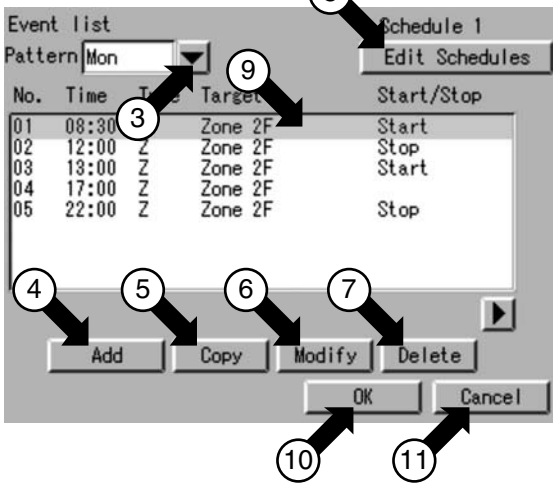 Event list
Schedule 1
Pattern Mon
Edit Schedules
9
3
No. Time Target Start/Stop
01 08:30 Zone 2F Start
02 12:00 Z Zone 2F Stop
03 13:00 Z Zone 2F Start
04 17:00 Z Zone 2F
05 22:00 Z Zone 2F Stop
4 5 6 7
Add Copy Modify Delete
OK Cancel
10 11